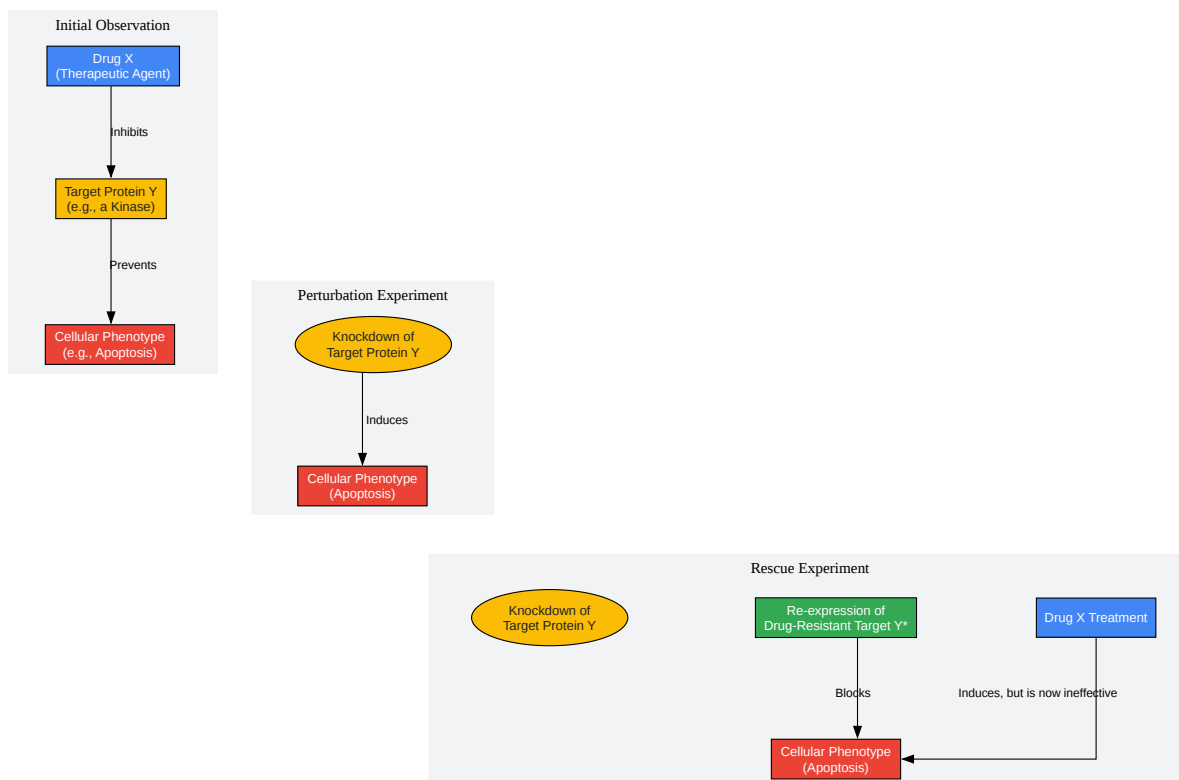 Initial Observation
Drug X
(Therapeutic Agent)
Inhibits
Target Protein Y
(e.g., a Kinase)
Prevents
Cellular Phenotype
(e.g., Apoptosis)
Perturbation Experiment
Knockdown of
Target Protein Y
Induces
Cellular Phenotype
(Apoptosis)
Rescue Experiment
Knockdown of
Target Protein Y
Re-expression of
Drug-Resistant Target Y*
Drug X Treatment
Blocks
Induces, but is now ineffective
Cellular Phenotype
(Apoptosis)